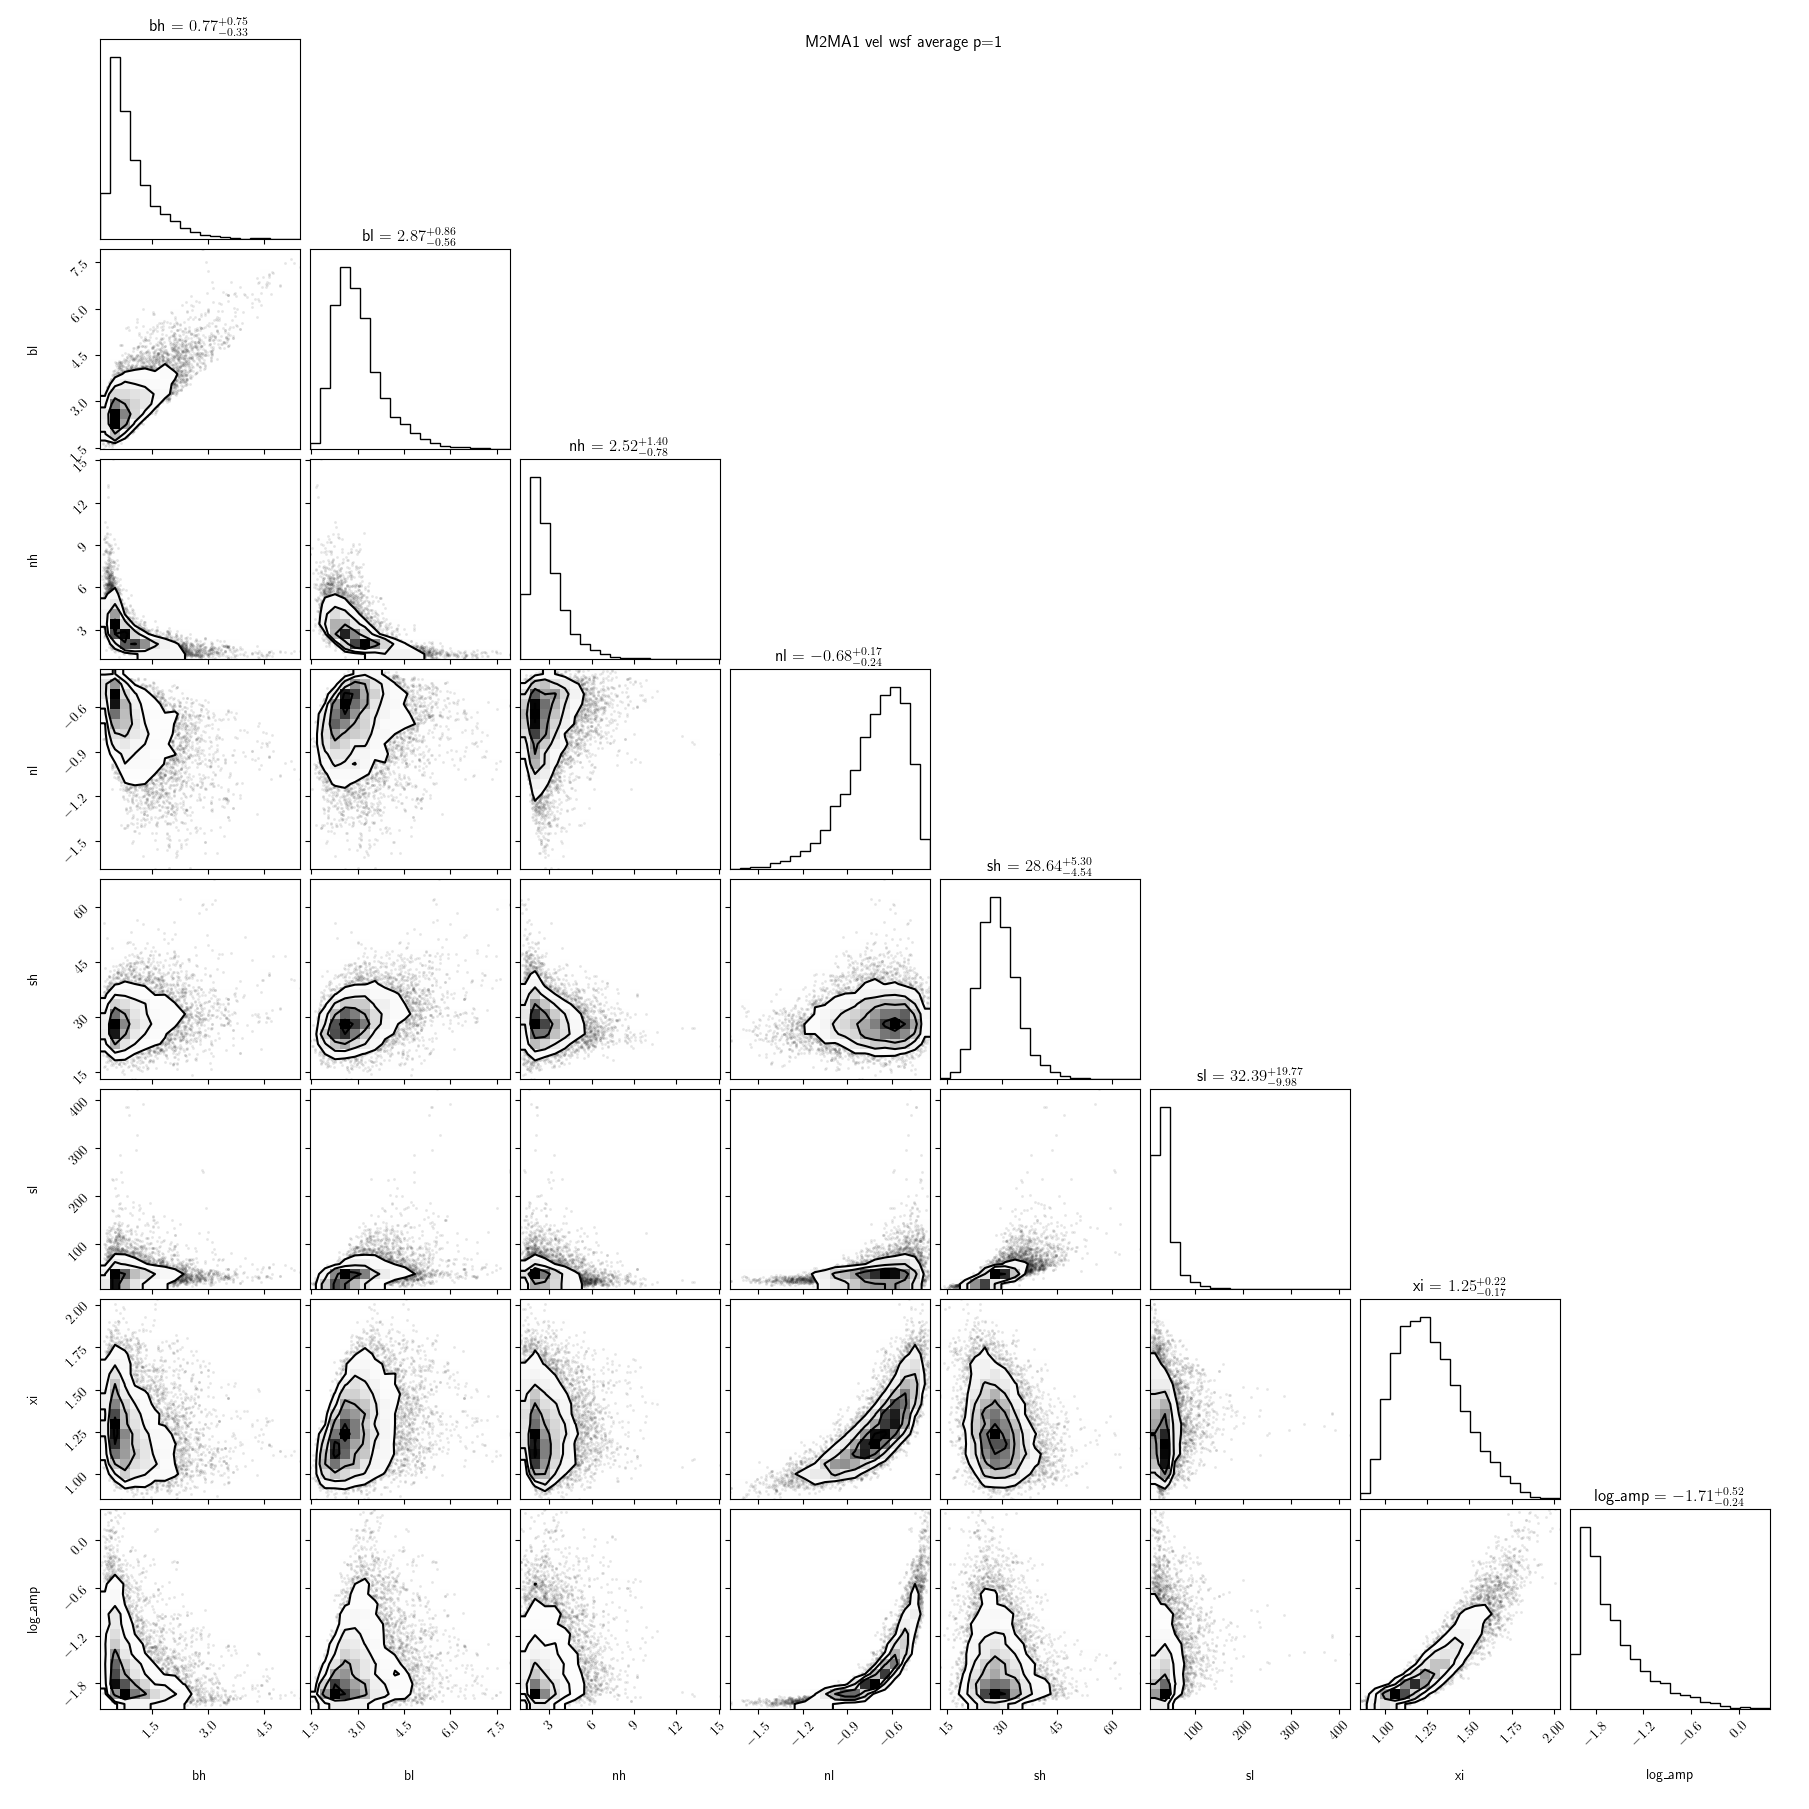 M2MA1 vel wsf average p=1
bh = 0.77^{+0.75}_{-0.33}
bl = 2.87^{+0.86}_{-0.56}
bl
7.5
6.0
4.5
3.0
1.5
nh = 2.52^{+1.40}_{-0.78}
nh
15
12
9
6
3
nl = −0.68^{+0.17}_{-0.24}
nl
−0.6
−0.9
−1.2
−1.5
sh = 28.64^{+5.30}_{-4.54}
sh
60
45
30
15
sl = 32.39^{+19.77}_{-9.98}
sl
400
300
200
100
xi = 1.25^{+0.22}_{-0.17}
xi
2.00
1.75
1.50
1.25
1.00
log_amp = −1.71^{+0.52}_{-0.24}
log_amp
0.0
−0.6
−1.2
−1.8
1.5 3.0 4.5 1.5 3.0 4.5 6.0 7.5 3 6 9 12 15 −1.5 −1.2 −0.9 −0.6 15 30 45 60 100 200 300 400 1.00 1.25 1.50 1.75 2.00 −1.8 −1.2 −0.6 0.0
bh bl nh nl sh sl xi log_amp